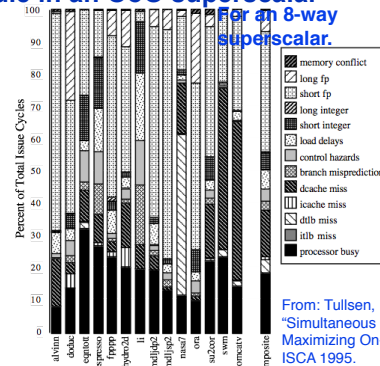 For an 8-way
superscalar.
Percent of Total Issue Cycles
100
90
80
70
60
50
40
30
20
10
0
alvinn
doduc
eqntott
espresso
fpppp
hydro2d
li
mdljdp2
mdljsp2
nasa7
ora
su2cor
swm
tomcatv
mposite
memory conflict
long fp
short fp
long integer
short integer
load delays
control hazards
branch misprediction
dcache miss
icache miss
dtlb miss
itlb miss
processor busy
From: Tullsen,
"Simultaneous
Maximizing On
ISCA 1995.